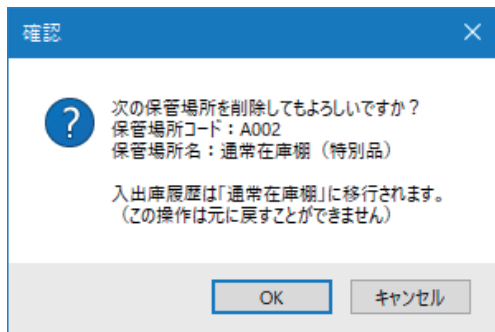 確認
次の保管場所を削除してもよろしいですか？
保管場所コード：A002
保管場所名：通常在庫棚（特別品）
入出庫履歴は「通常在庫棚」に移行されます。
（この操作は元に戻すことができません）
OK
キャンセル